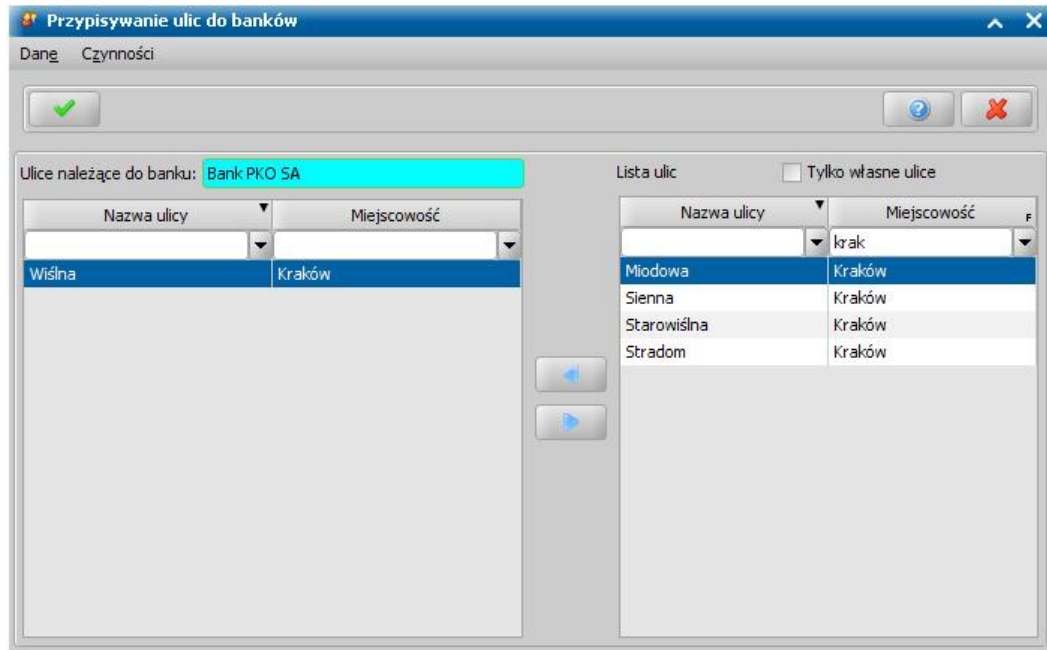 Przypisywanie ulic do banków
Dane Czynności
Ulice należące do banku: Bank PKO SA
Lista ulic Tylko własne ulice
Nazwa ulicy Miejscowość
Wiślna Kraków
Nazwa ulicy Miejscowość F
krak
Miodowa Kraków
Sienna Kraków
Starowiślna Kraków
Stradom Kraków